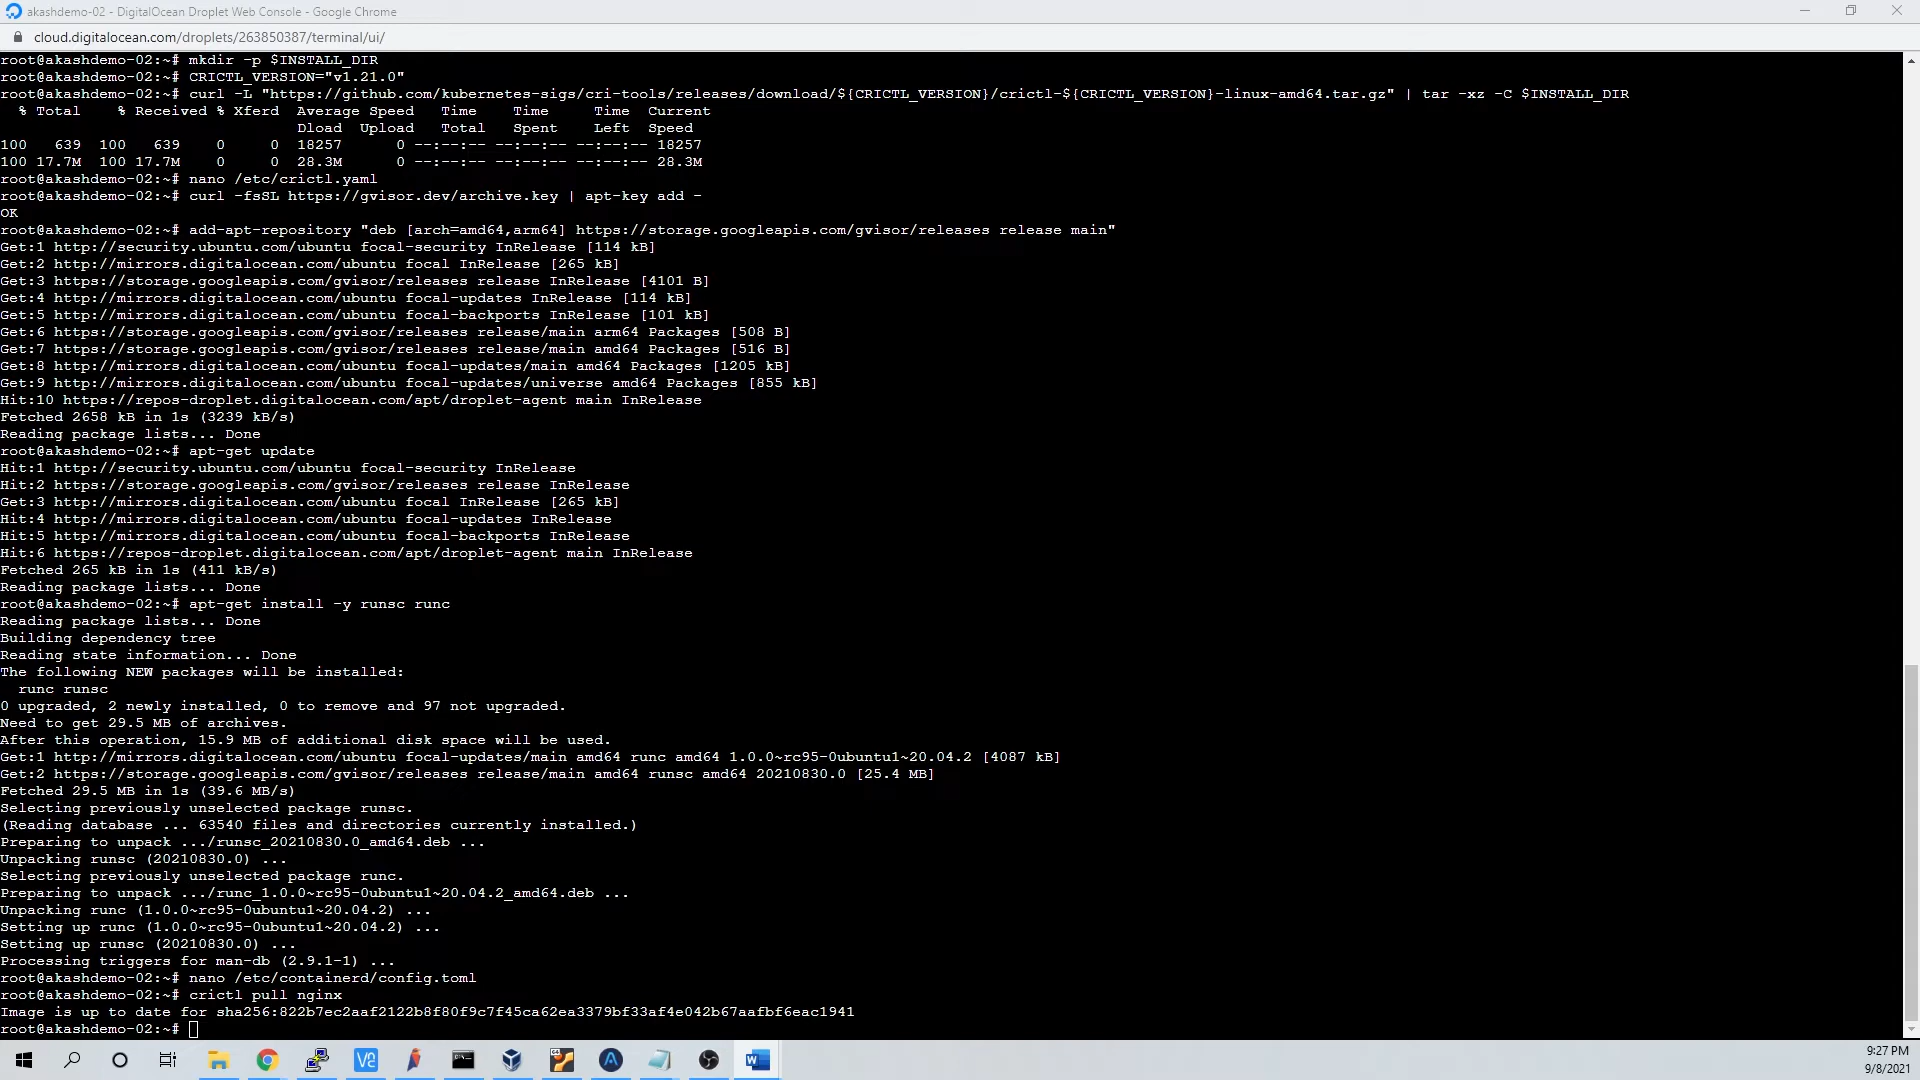 akashdemo-02 - DigitalOcean Droplet Web Console - Google Chrome
cloud.digitalocean.com/droplets/263850387/terminal/ui/
root@akashdemo-02:~# mkdir -p $INSTALL_DIR
root@akashdemo-02:~# CRICTL_VERSION="v1.21.0"
root@akashdemo-02:~# curl -L "https://github.com/kubernetes-sigs/cri-tools/releases/download/${CRICTL_VERSION}/crictl-${CRICTL_VERSION}-linux-amd64.tar.gz" | tar -xz -C $INSTALL_DIR
% Total % Received % Xferd Average Speed Time Time Time Current
Dload Upload Total Spent Left Speed
100 639 100 639 0 0 18257 0 --:--:-- --:--:-- --:--:-- 18257
100 17.7M 100 17.7M 0 0 28.3M 0 --:--:-- --:--:-- --:--:-- 28.3M
root@akashdemo-02:~# nano /etc/crictl.yaml
root@akashdemo-02:~# curl -fsSL https://gvisor.dev/archive.key | apt-key add -
OK
root@akashdemo-02:~# add-apt-repository "deb [arch=amd64,arm64] https://storage.googleapis.com/gvisor/releases release main"
Get:1 http://security.ubuntu.com/ubuntu focal-security InRelease [114 kB]
Get:2 http://mirrors.digitalocean.com/ubuntu focal InRelease [265 kB]
Get:3 https://storage.googleapis.com/gvisor/releases release InRelease [4101 B]
Get:4 http://mirrors.digitalocean.com/ubuntu focal-updates InRelease [114 kB]
Get:5 http://mirrors.digitalocean.com/ubuntu focal-backports InRelease [101 kB]
Get:6 https://storage.googleapis.com/gvisor/releases release/main arm64 Packages [508 B]
Get:7 https://storage.googleapis.com/gvisor/releases release/main amd64 Packages [516 B]
Get:8 http://mirrors.digitalocean.com/ubuntu focal-updates/main amd64 Packages [1205 kB]
Get:9 http://mirrors.digitalocean.com/ubuntu focal-updates/universe amd64 Packages [855 kB]
Hit:10 https://repos-droplet.digitalocean.com/apt/droplet-agent main InRelease
Fetched 2658 kB in 1s (3239 kB/s)
Reading package lists... Done
root@akashdemo-02:~# apt-get update
Hit:1 http://security.ubuntu.com/ubuntu focal-security InRelease
Hit:2 https://storage.googleapis.com/gvisor/releases release InRelease
Get:3 http://mirrors.digitalocean.com/ubuntu focal InRelease [265 kB]
Hit:4 http://mirrors.digitalocean.com/ubuntu focal-updates InRelease
Hit:5 http://mirrors.digitalocean.com/ubuntu focal-backports InRelease
Hit:6 https://repos-droplet.digitalocean.com/apt/droplet-agent main InRelease
Fetched 265 kB in 1s (411 kB/s)
Reading package lists... Done
root@akashdemo-02:~# apt-get install -y runsc runc
Reading package lists... Done
Building dependency tree
Reading state information... Done
The following NEW packages will be installed:
runc runsc
0 upgraded, 2 newly installed, 0 to remove and 97 not upgraded.
Need to get 29.5 MB of archives.
After this operation, 15.9 MB of additional disk space will be used.
Get:1 http://mirrors.digitalocean.com/ubuntu focal-updates/main amd64 runc amd64 1.0.0~rc95-0ubuntu1~20.04.2 [4087 kB]
Get:2 https://storage.googleapis.com/gvisor/releases release/main amd64 runsc amd64 20210830.0 [25.4 MB]
Fetched 29.5 MB in 1s (39.6 MB/s)
Selecting previously unselected package runsc.
(Reading database ... 63540 files and directories currently installed.)
Preparing to unpack .../runsc_20210830.0_amd64.deb ...
Unpacking runsc (20210830.0) ...
Selecting previously unselected package runc.
Preparing to unpack .../runc_1.0.0~rc95-0ubuntu1~20.04.2_amd64.deb ...
Unpacking runc (1.0.0~rc95-0ubuntu1~20.04.2) ...
Setting up runc (1.0.0~rc95-0ubuntu1~20.04.2) ...
Setting up runsc (20210830.0) ...
Processing triggers for man-db (2.9.1-1) ...
root@akashdemo-02:~# nano /etc/containerd/config.toml
root@akashdemo-02:~# crictl pull nginx
Image is up to date for sha256:822b7ec2aaf2122b8f80f9c7f45ca62ea3379bf33af4e042b67aafbf6eac1941
root@akashdemo-02:~#
9:27 PM
9/8/2021